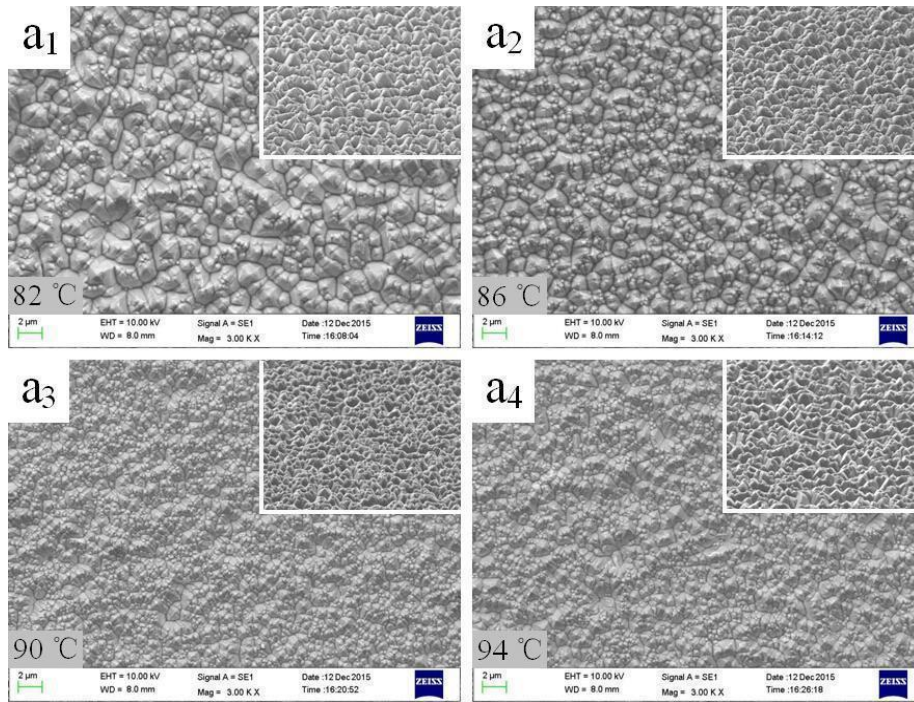 a1
82 ℃
2 µm
EHT = 10.00 kV
WD = 8.0 mm
Signal A = SE1
Mag = 3.00 K X
Date :12 Dec 2015
Time :16:08:04
ZEISS
a2
86 ℃
2 µm
EHT = 10.00 kV
WD = 8.0 mm
Signal A = SE1
Mag = 3.00 K X
Date :12 Dec 2015
Time :16:14:12
ZEISS
a3
90 ℃
2 µm
EHT = 10.00 kV
WD = 8.0 mm
Signal A = SE1
Mag = 3.00 K X
Date :12 Dec 2015
Time :16:20:52
ZEISS
a4
94 ℃
2 µm
EHT = 10.00 kV
WD = 8.0 mm
Signal A = SE1
Mag = 3.00 K X
Date :12 Dec 2015
Time :16:26:18
ZEISS